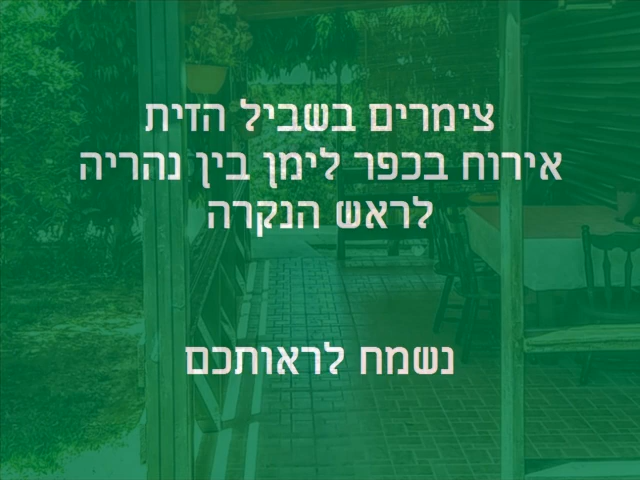 צימרים בשביל הזית
אירוח בכפר לימן בין נהריה
לראש הנקרה
נשמח לראותכם